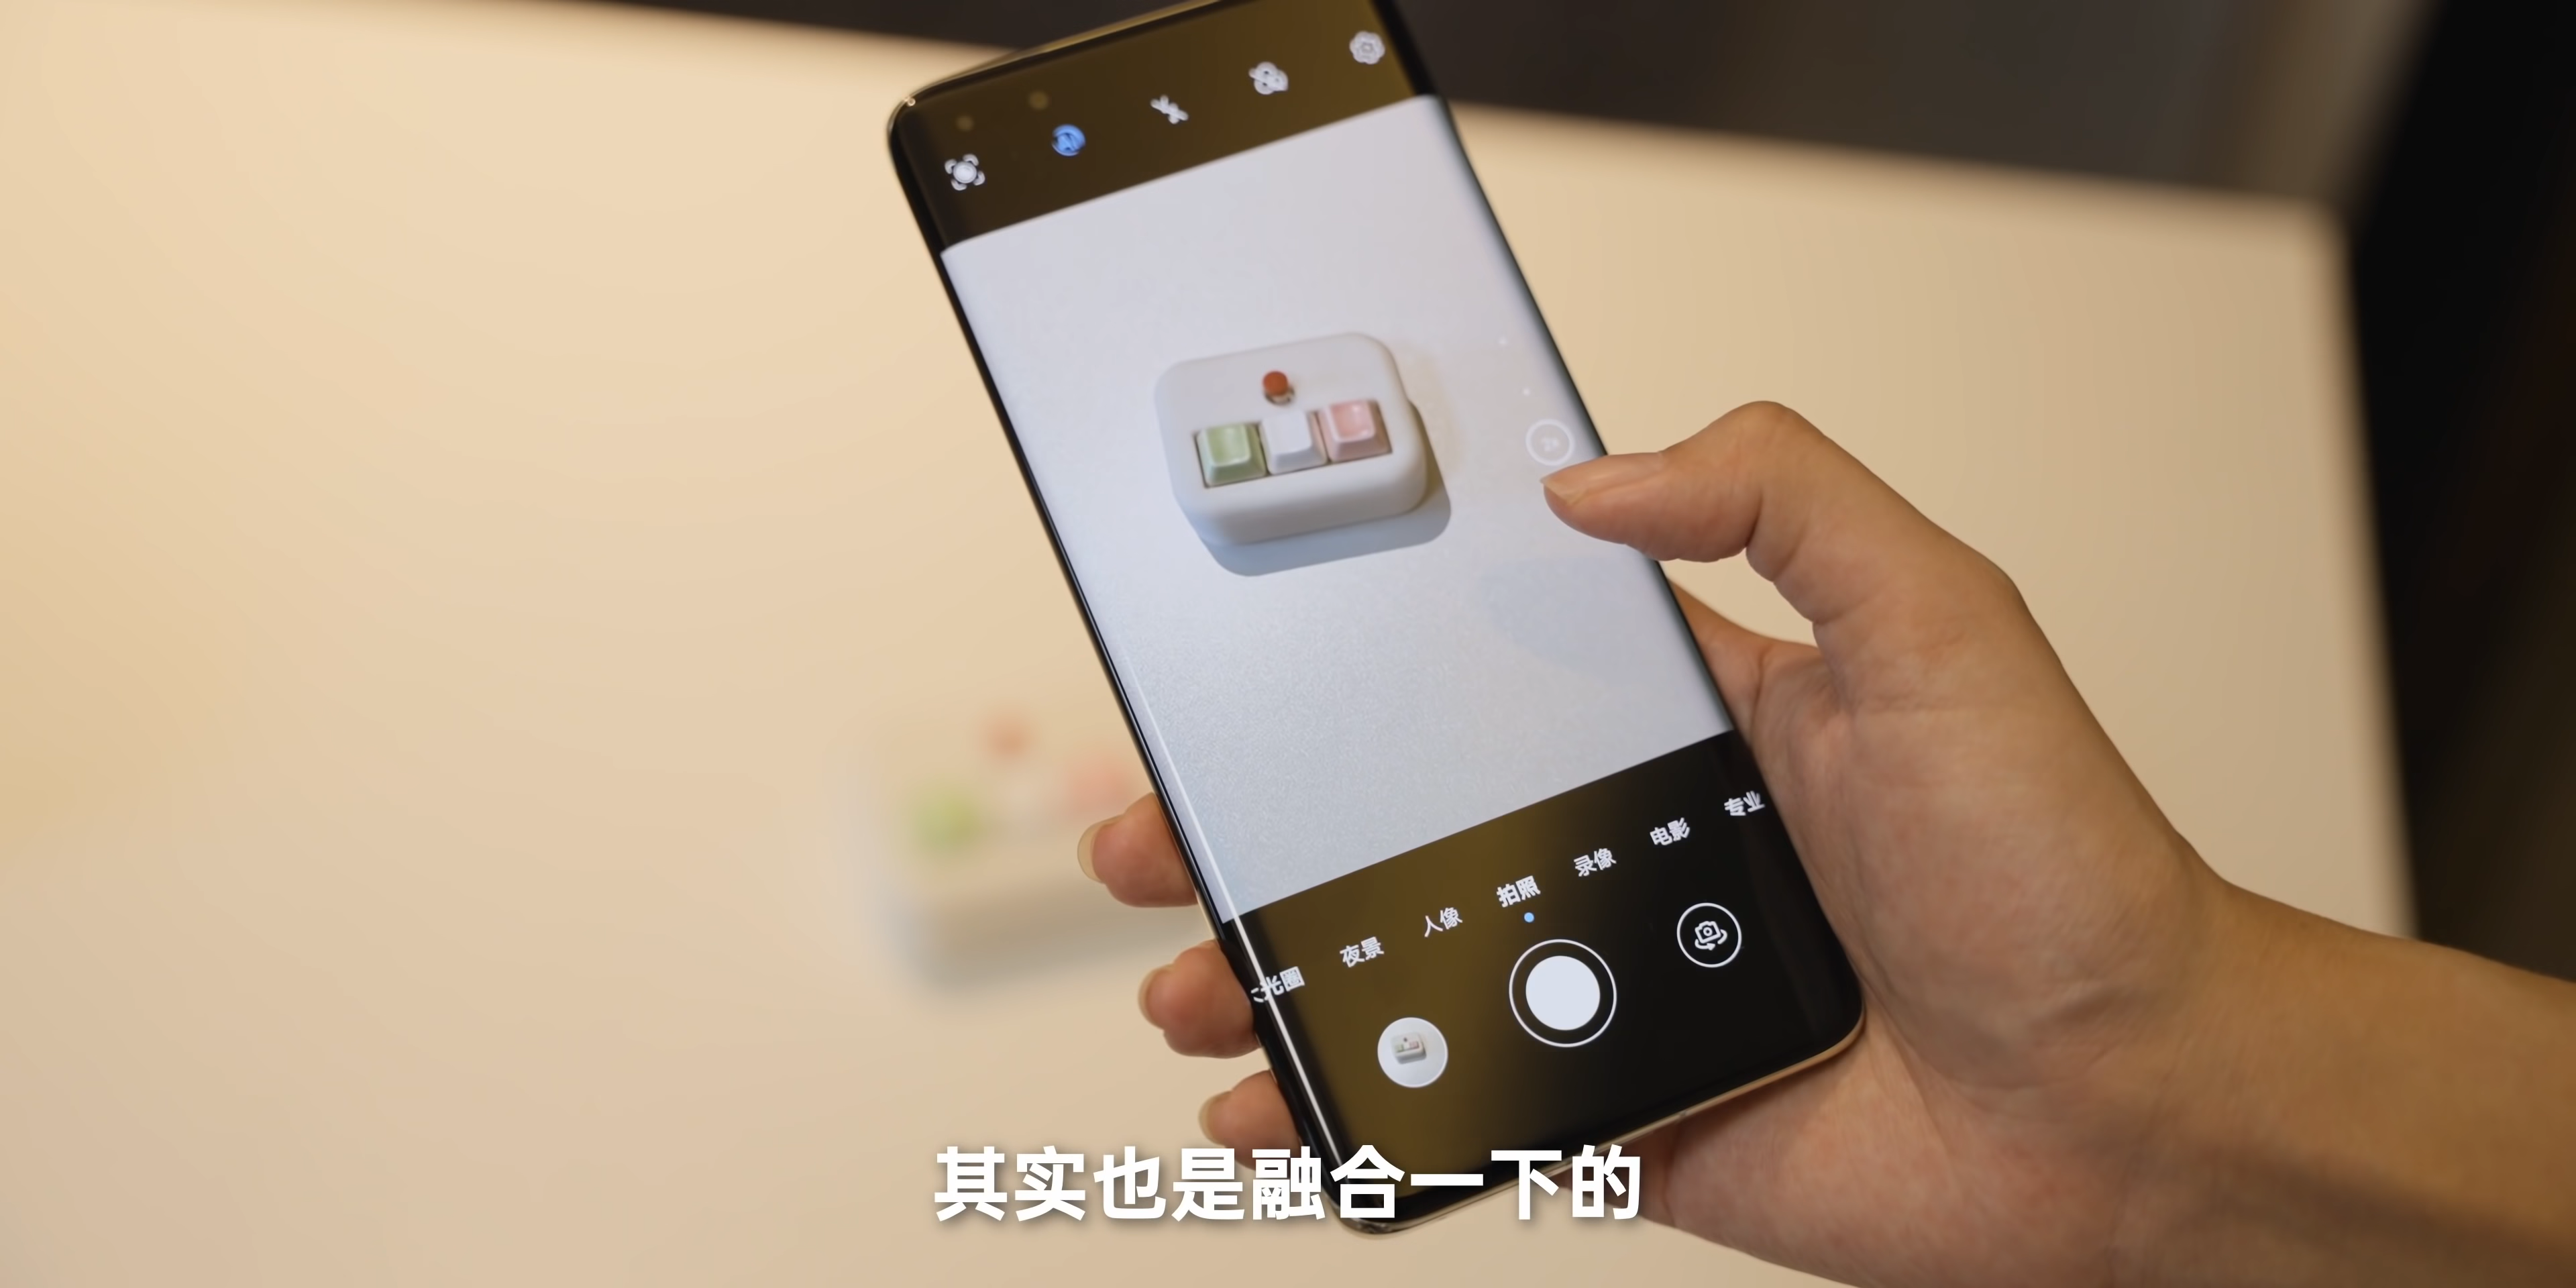 光圈 夜景 人像 拍照 录像 电影 专业
其实也是融合一下的